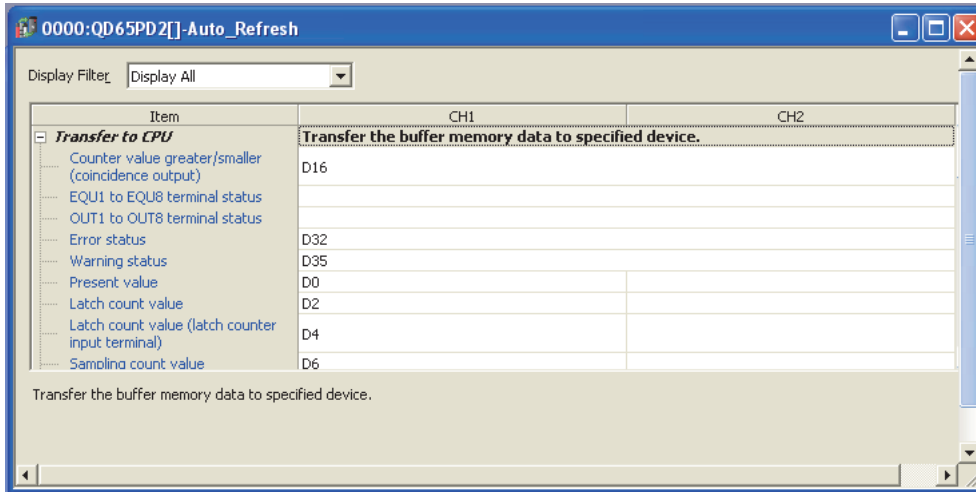 0000:QD65PD2[]-Auto_Refresh
Display Filter Display All
Item CH1 CH2
Transfer to CPU Transfer the buffer memory data to specified device.
Counter value greater/smaller
(coincidence output) D16
EQU1 to EQU8 terminal status
OUT1 to OUT8 terminal status
Error status D32
Warning status D35
Present value D0
Latch count value D2
Latch count value (latch counter
input terminal) D4
Sampling count value D6
Transfer the buffer memory data to specified device.